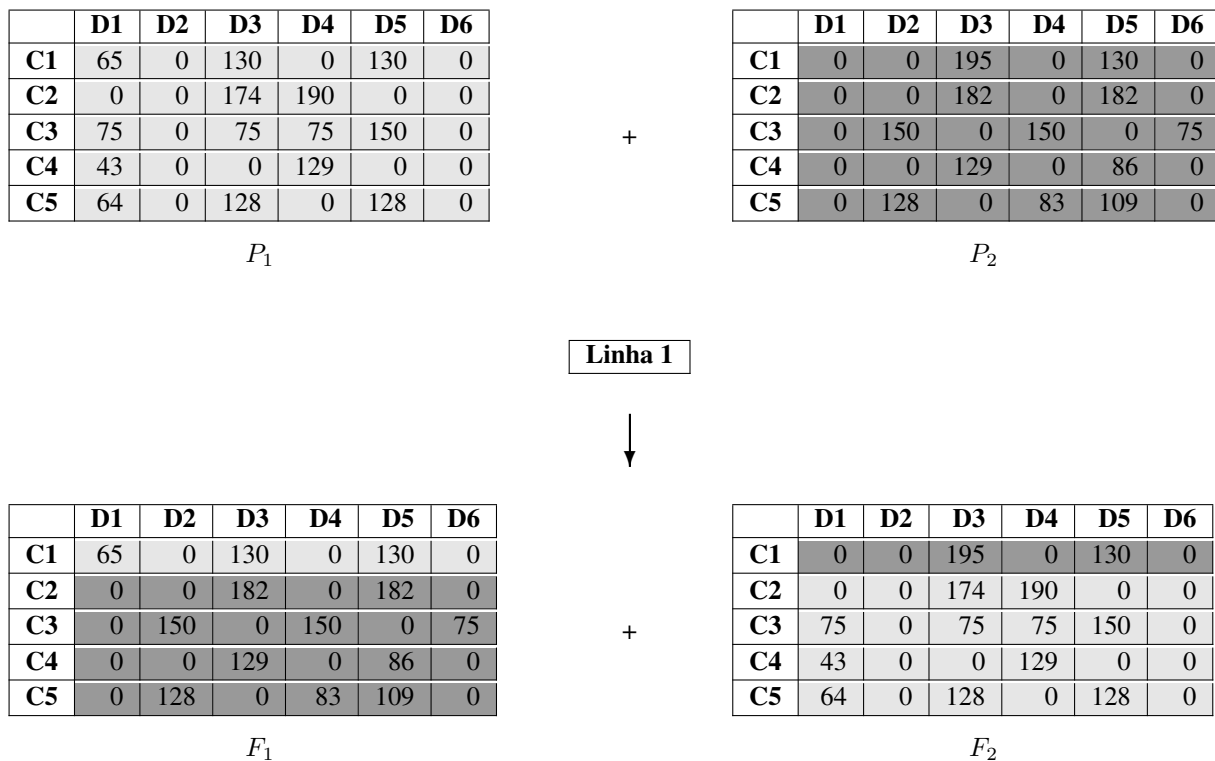 D1 D2 D3 D4 D5 D6
C1 65 0 130 0 130 0
C2 0 0 174 190 0 0
C3 75 0 75 75 150 0
C4 43 0 0 129 0 0
C5 64 0 128 0 128 0
P1
+
D1 D2 D3 D4 D5 D6
C1 0 0 195 0 130 0
C2 0 0 182 0 182 0
C3 0 150 0 150 0 75
C4 0 0 129 0 86 0
C5 0 128 0 83 109 0
P2
Linha 1
D1 D2 D3 D4 D5 D6
C1 65 0 130 0 130 0
C2 0 0 182 0 182 0
C3 0 150 0 150 0 75
C4 0 0 129 0 86 0
C5 0 128 0 83 109 0
F1
+
D1 D2 D3 D4 D5 D6
C1 0 0 195 0 130 0
C2 0 0 174 190 0 0
C3 75 0 75 75 150 0
C4 43 0 0 129 0 0
C5 64 0 128 0 128 0
F2